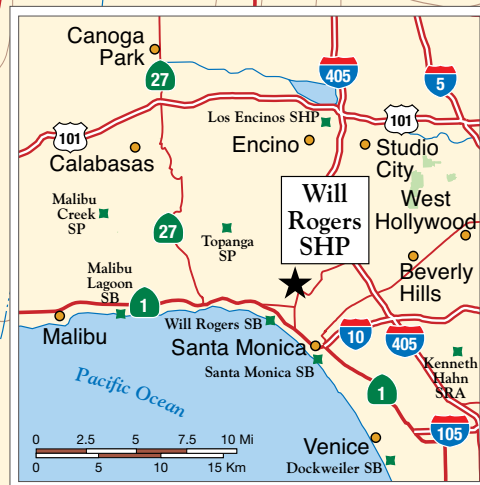 Canoga
Park
27
405
5
101
Los Encinos SHP
101
Encino
Studio
City
Calabasas
Will
Rogers
SHP
West
Hollywood
Malibu
Creek
SP
27
Topanga
SP
Beverly
Hills
Malibu
Lagoon
SB
1
Will Rogers SB
10
405
Malibu
Santa Monica
Santa Monica SB
Kenneth
Hahn
SRA
Pacific Ocean
1
105
0 2.5 5 7.5 10 Mi
0 5 10 15 Km
Venice
Dockweiler SB